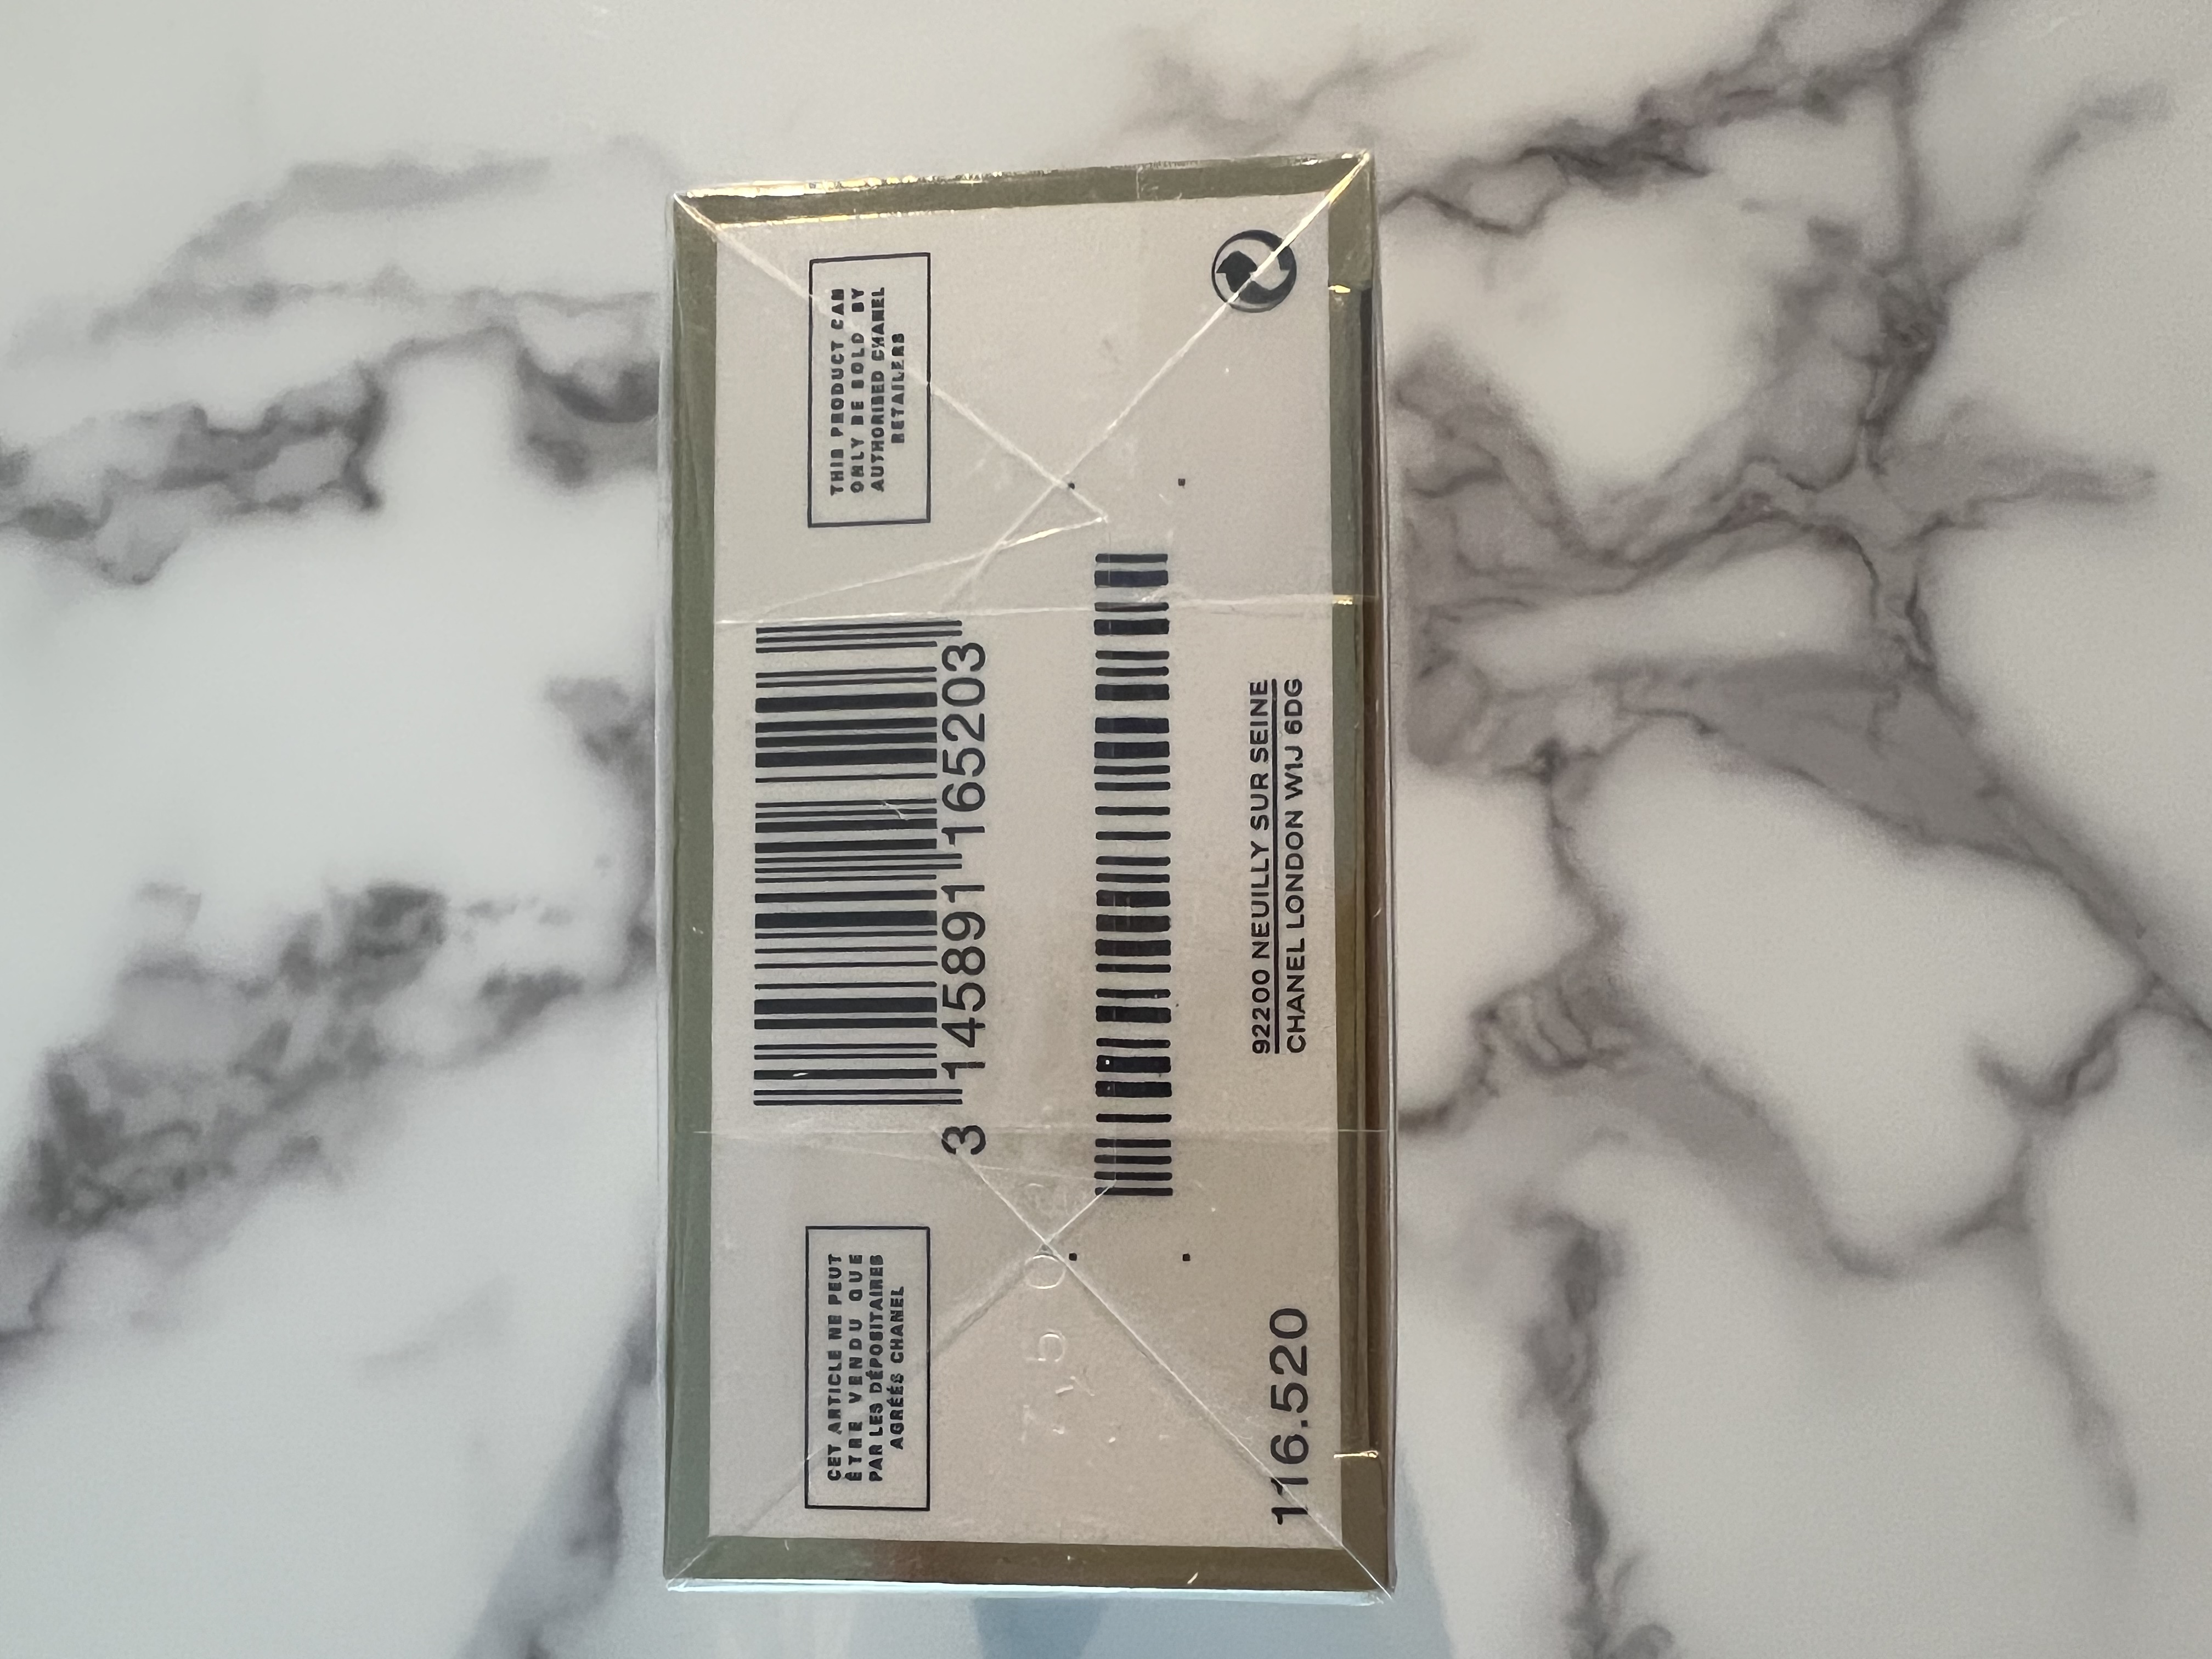 CET ARTICLE NE PEUT
ÊTRE VENDU QUE
PAR LES DÉPOSITAIRES
AGRÉÉS CHANEL
3 145891 165203
THIS PRODUCT CAN
ONLY BE SOLD BY
AUTHORISED CHANEL
RETAILERS
116.520
92200 NEUILLY SUR SEINE
CHANEL LONDON W1J 6DG